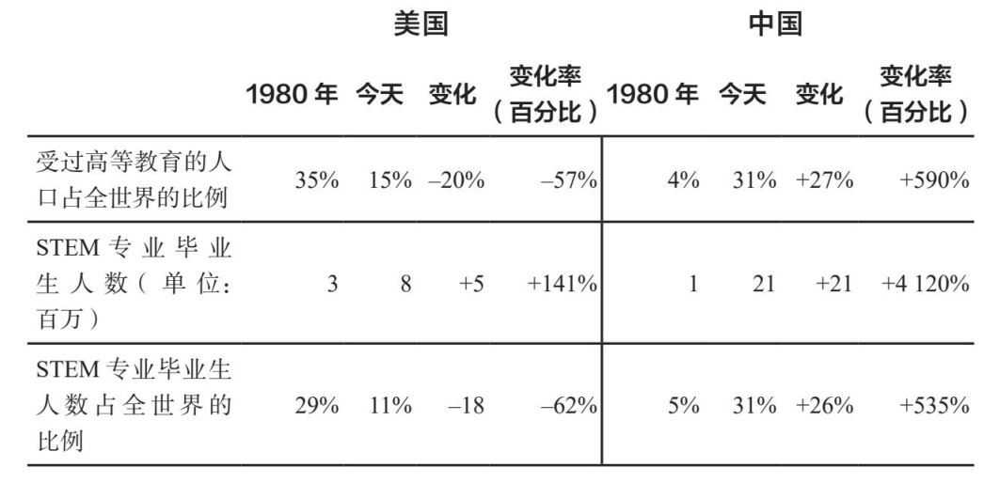 美国 中国
1980 年 今天 变化 变化率（百分比） 1980 年 今天 变化 变化率（百分比）
受过高等教育的人
口占全世界的比例 35% 15% –20% –57% 4% 31% +27% +590%
STEM 专业毕业
生人数（单位：3 8 +5 +141% 1 21 +21 +4 120%
百万）
STEM 专业毕业生
人数占全世界的 29% 11% –18 –62% 5% 31% +26% +535%
比例